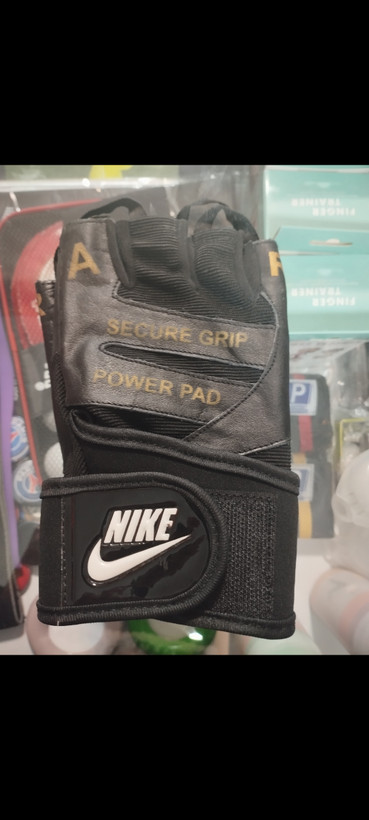 FINGER
TRAINER
FINGER
TRAINER
A
SECURE GRIP
POWER PAD
NIKE